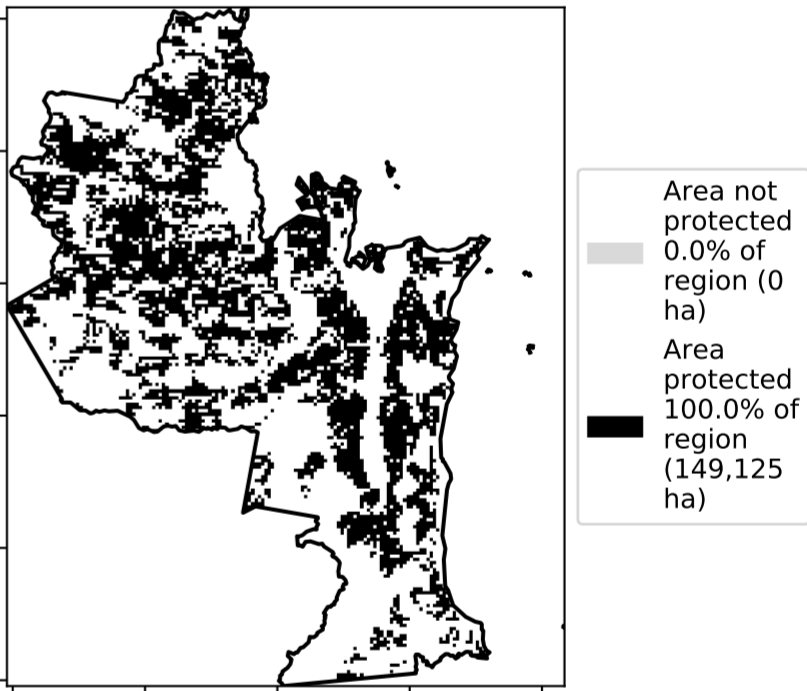 Area not
protected
0.0% of
region (0
ha)
Area
protected
100.0% of
region
(149,125
ha)